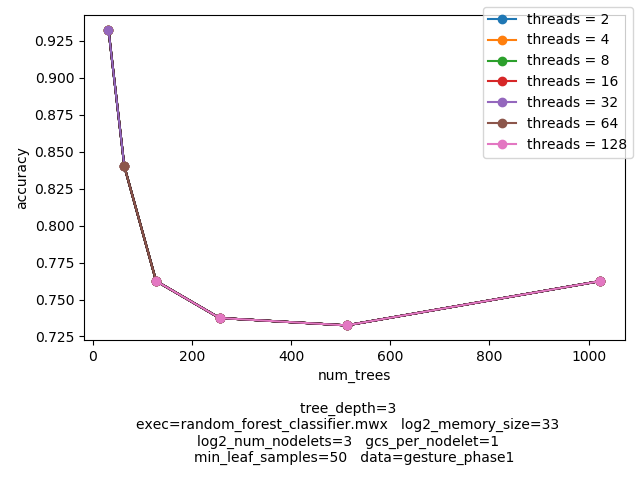 threads = 2
threads = 4
threads = 8
threads = 16
threads = 32
threads = 64
threads = 128
0.925
0.900
0.875
0.850
0.825
0.800
0.775
0.750
0.725
accuracy
0 200 400 600 800 1000
num_trees
tree_depth=3
exec=random_forest_classifier.mwx log2_memory_size=33
log2_num_nodelets=3 gcs_per_nodelet=1
min_leaf_samples=50 data=gesture_phase1